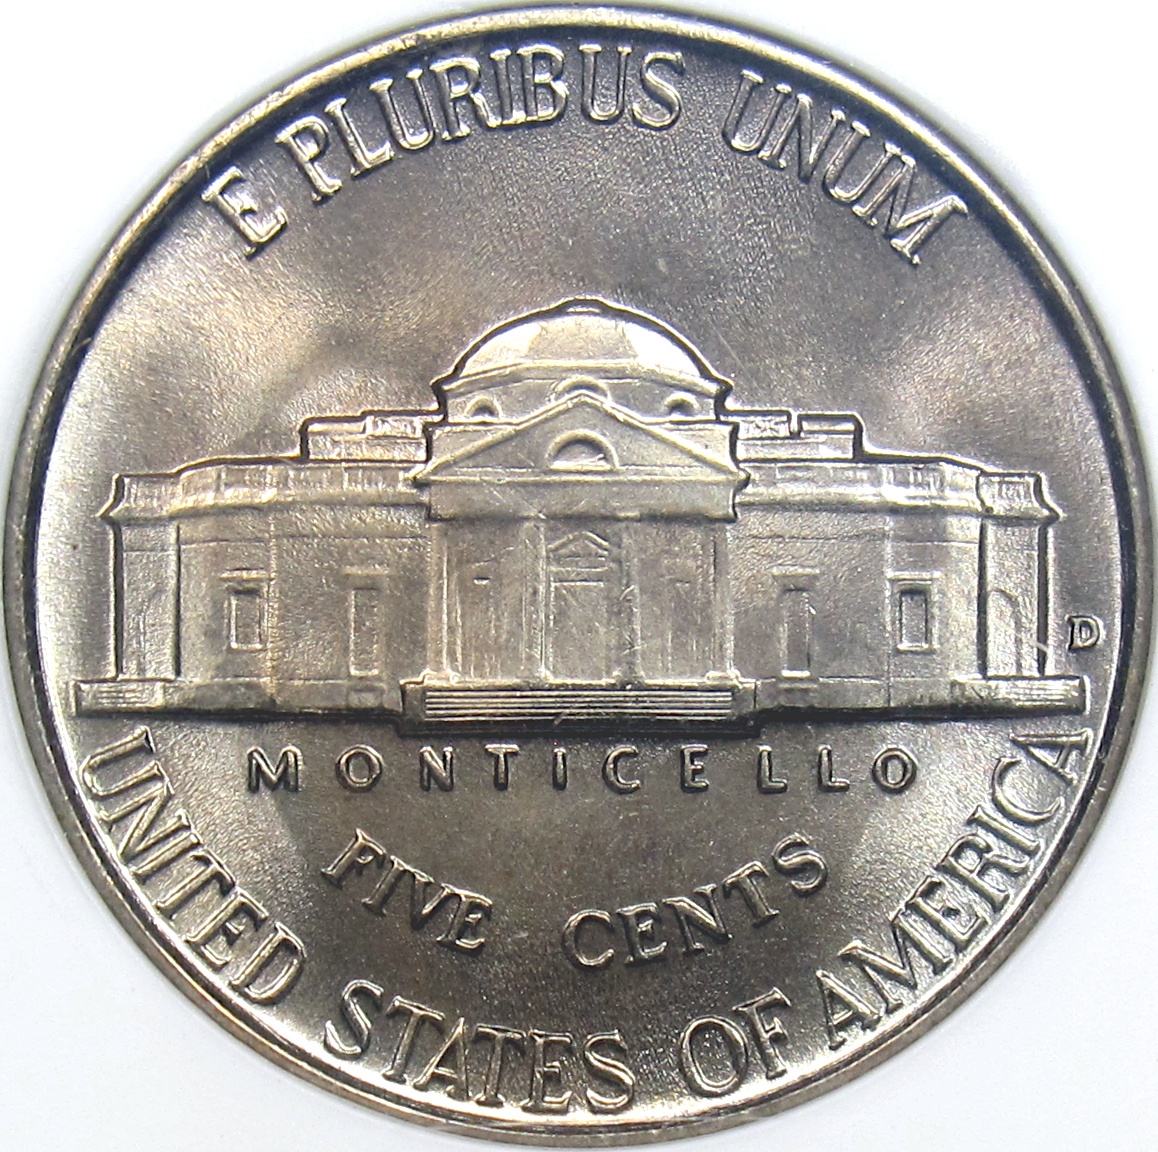 E PLURIBUS UNUM
D
MONTICELLO
FIVE CENTS
UNITED STATES OF AMERICA